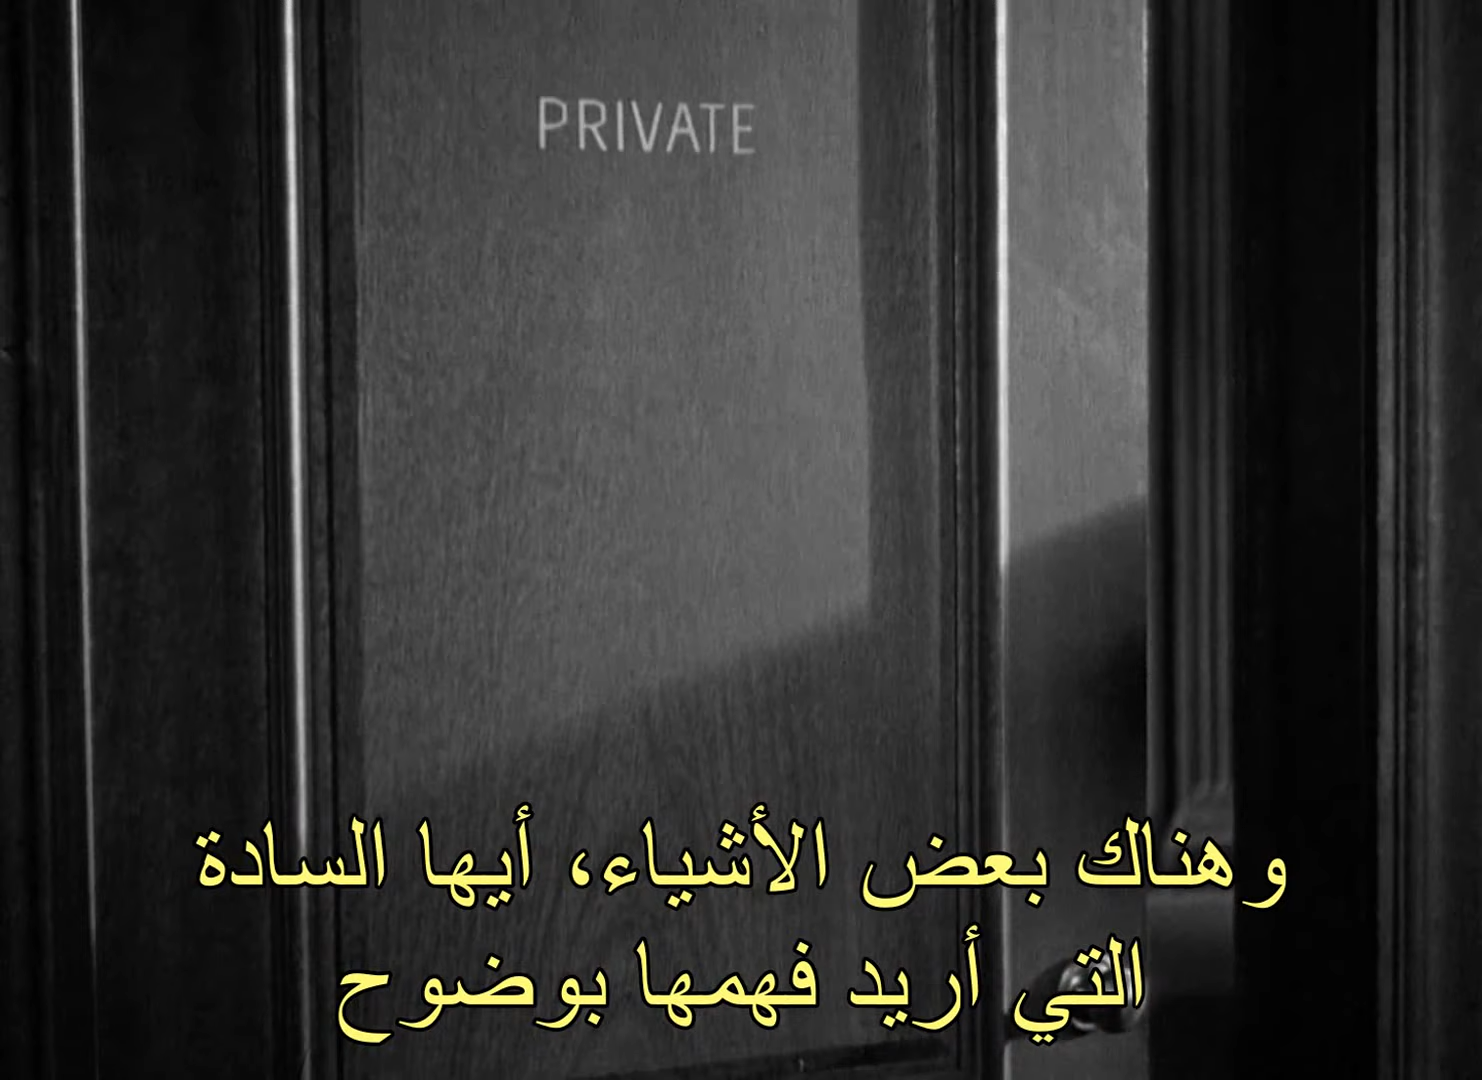 PRIVATE
وهناك بعض الأشياء، أيها السادة
التي أريد فهمها بوضوح